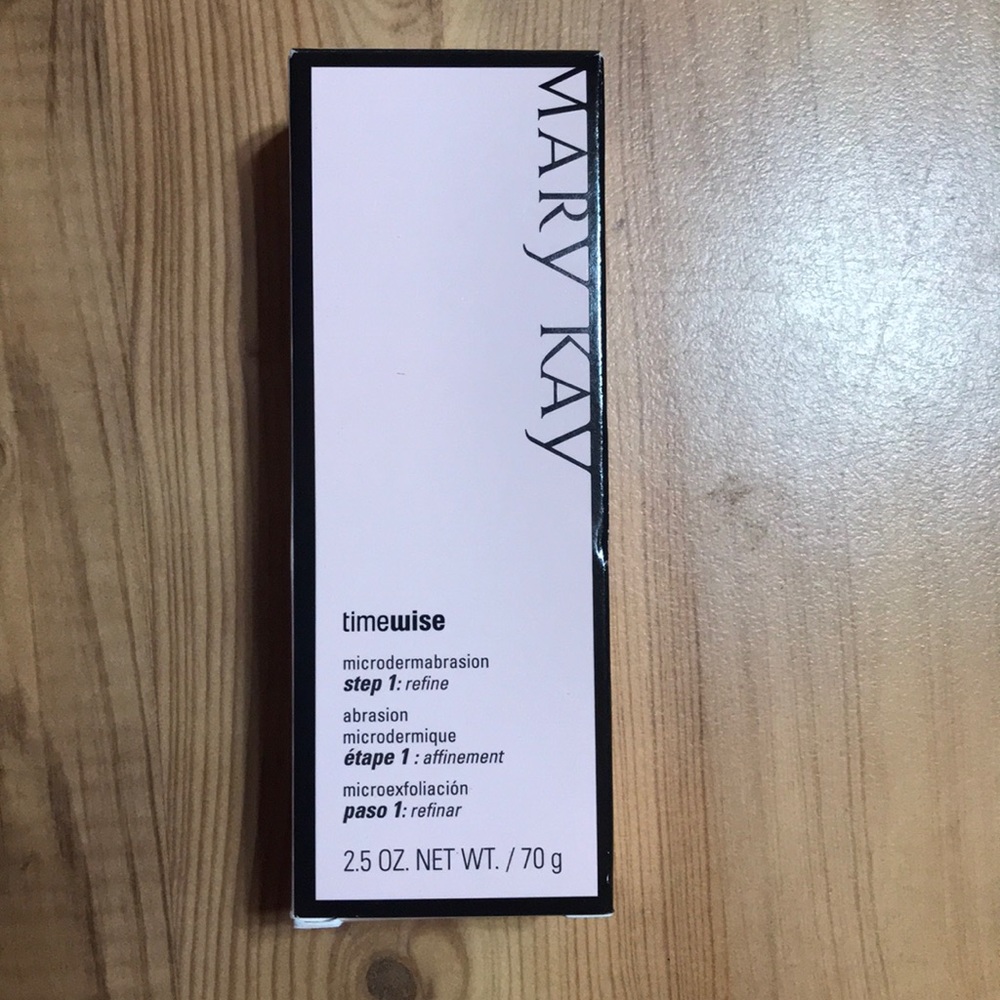 MARY KAY
timewise
microdermabrasion
step 1: refine
abrasion
microdermique
étape 1 : affinement
microexfoliación
paso 1: refinar
2.5 OZ. NET WT. / 70 g